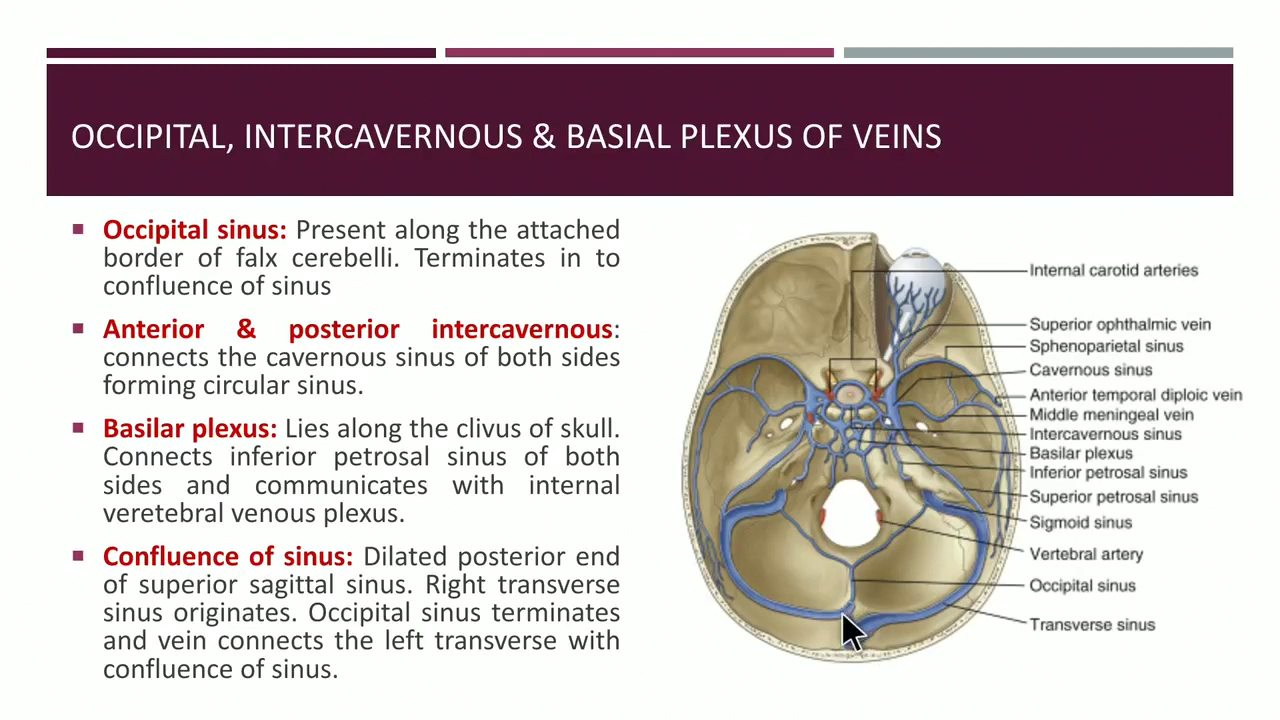 OCCIPITAL, INTERCAVERNOUS & BASIAL PLEXUS OF VEINS
▪ Occipital sinus: Present along the attached
border of falx cerebelli. Terminates in to
confluence of sinus
▪ Anterior & posterior intercavernous:
connects the cavernous sinus of both sides
forming circular sinus.
▪ Basilar plexus: Lies along the clivus of skull.
Connects inferior petrosal sinus of both
sides and communicates with internal
veretebral venous plexus.
▪ Confluence of sinus: Dilated posterior end
of superior sagittal sinus. Right transverse
sinus originates. Occipital sinus terminates
and vein connects the left transverse with
confluence of sinus.
Internal carotid arteries
Superior ophthalmic vein
Sphenoparietal sinus
Cavernous sinus
Anterior temporal diploic vein
Middle meningeal vein
Intercavernous sinus
Basilar plexus
Inferior petrosal sinus
Superior petrosal sinus
Sigmoid sinus
Vertebral artery
Occipital sinus
Transverse sinus